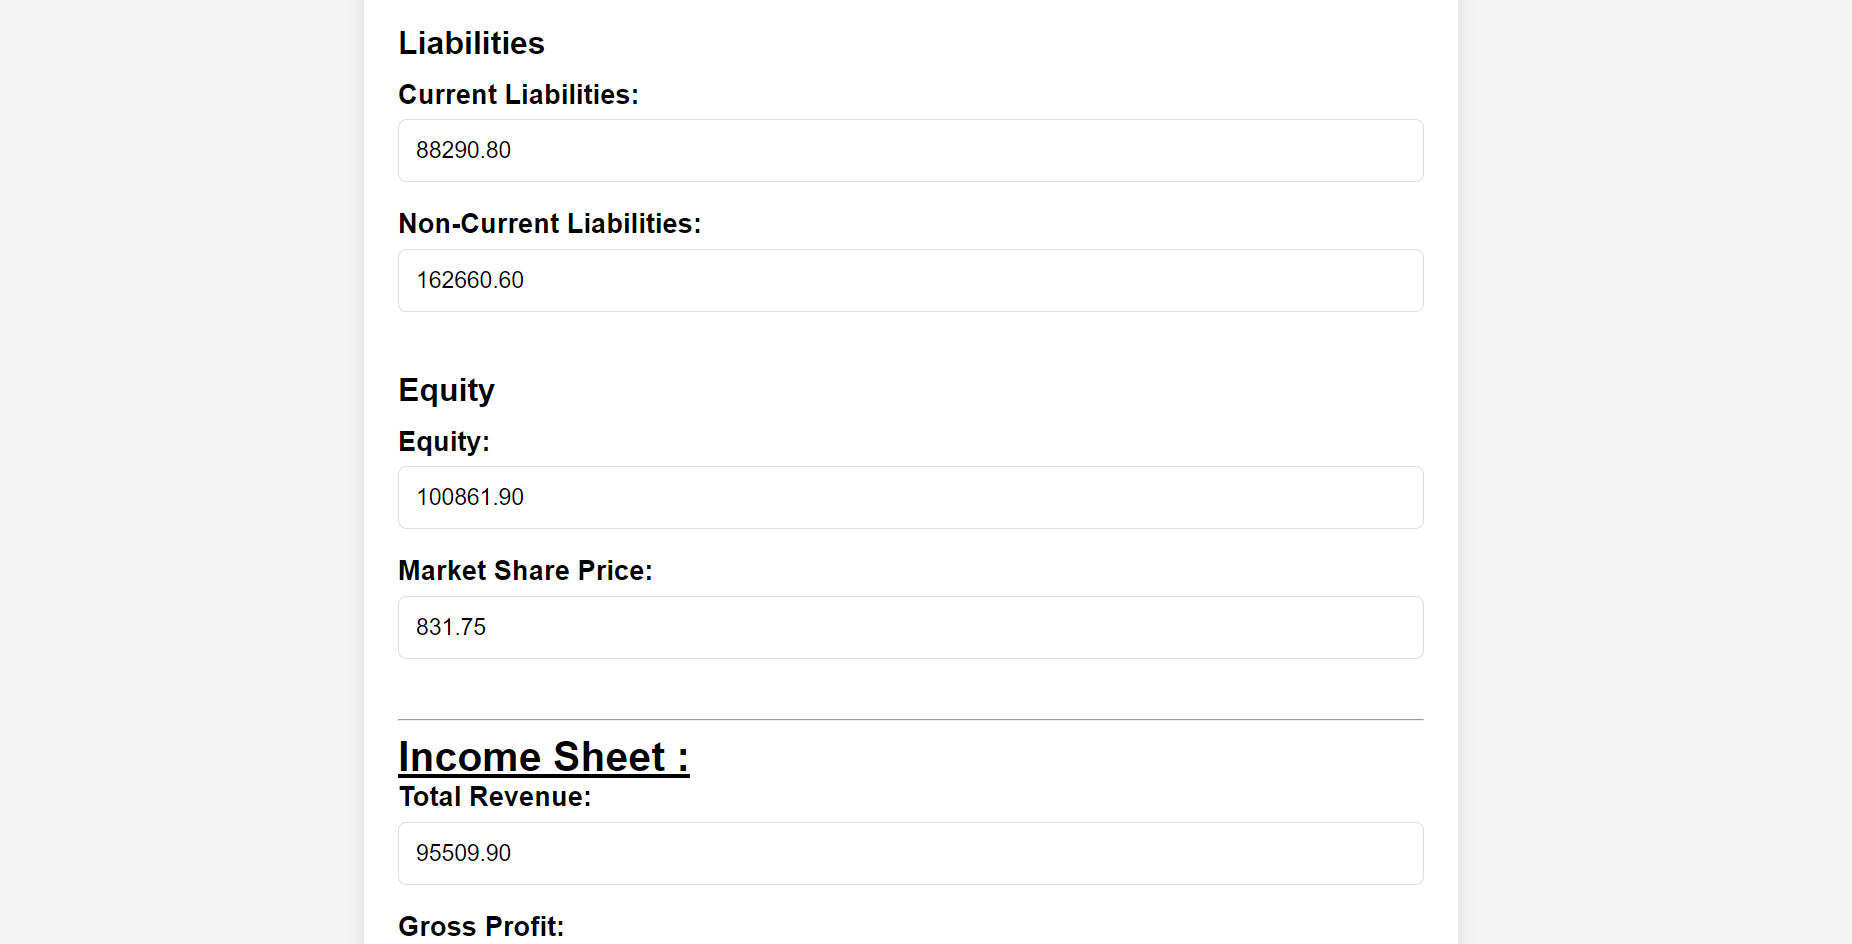 Liabilities
Current Liabilities:
88290.80
Non-Current Liabilities:
162660.60
Equity
Equity:
100861.90
Market Share Price:
831.75
Income Sheet :
Total Revenue:
95509.90
Gross Profit: